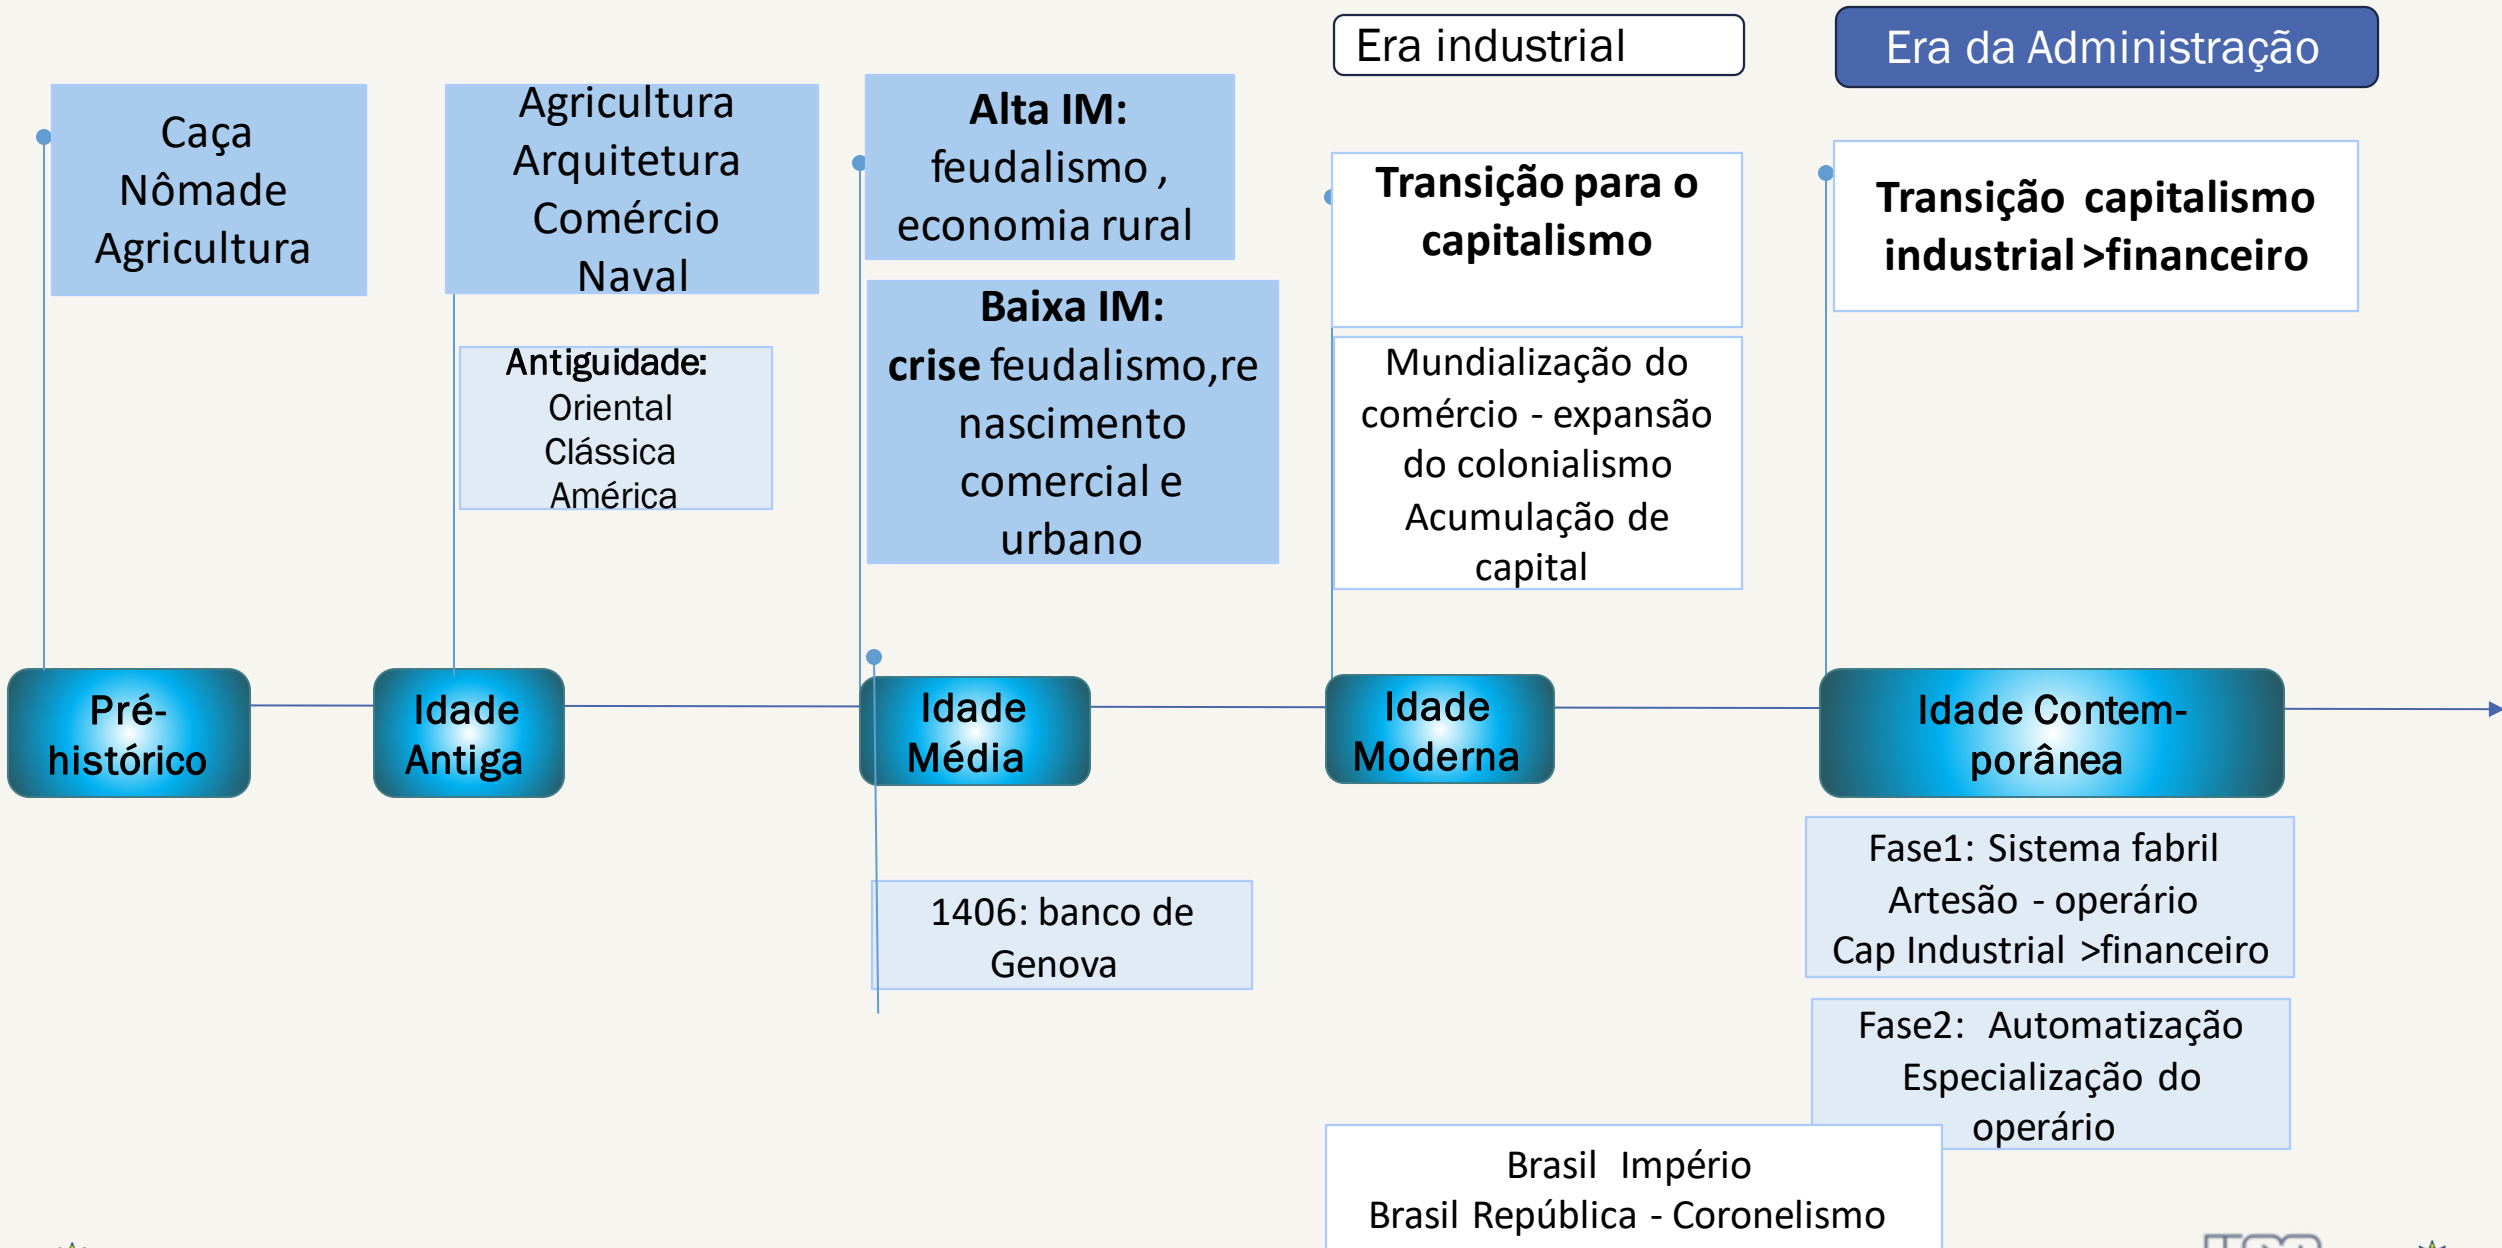 Era industrial
Era da Administração
Caça
Nômade
Agricultura
Agricultura
Arquitetura
Comércio
Naval
Antiguidade:
Oriental
Clássica
América
Alta IM:
feudalismo ,
economia rural
Baixa IM:
crise feudalismo,re
nascimento
comercial e
urbano
Transição para o
capitalismo
Mundialização do
comércio - expansão
do colonialismo
Acumulação de
capital
Transição capitalismo
industrial >financeiro
Pré-
histórico
Idade
Antiga
Idade
Média
Idade
Moderna
Idade Contem-
porânea
1406: banco de
Genova
Fase1: Sistema fabril
Artesão - operário
Cap Industrial >financeiro
Fase2: Automatização
Especialização do
operário
Brasil Império
Brasil República - Coronelismo